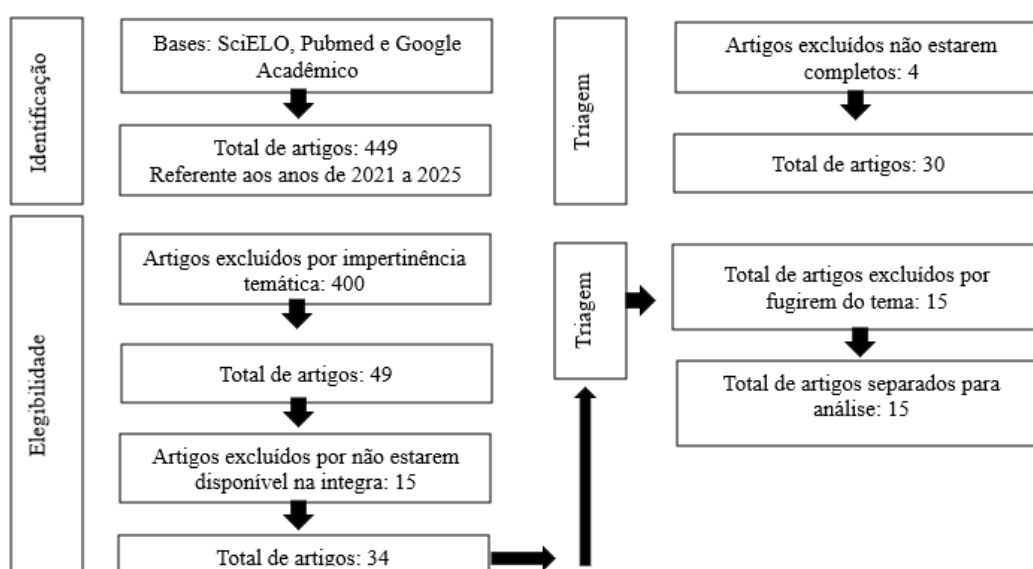 Identificação
Bases: SciELO, Pubmed e Google
Acadêmico
Total de artigos: 449
Referente aos anos de 2021 a 2025
Elegibilidade
Artigos excluídos por impertinência
temática: 400
Total de artigos: 49
Artigos excluídos por não estarem
disponível na integra: 15
Total de artigos: 34
Triagem
Artigos excluídos não estarem
completos: 4
Total de artigos: 30
Triagem
Total de artigos excluídos por
fugirem do tema: 15
Total de artigos separados para
análise: 15